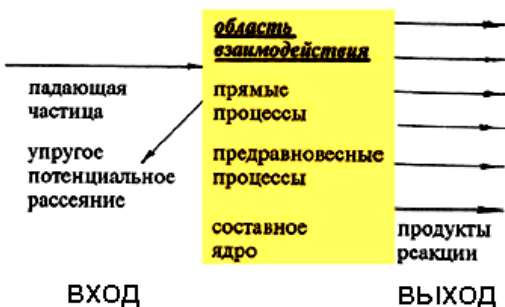 область
взаимодействия
падающая
частица
прямые
процессы
упругое
потенциальное
рассеяние
предравновесные
процессы
составное
ядро
продукты
реакции
ВХОД
ВЫХОД